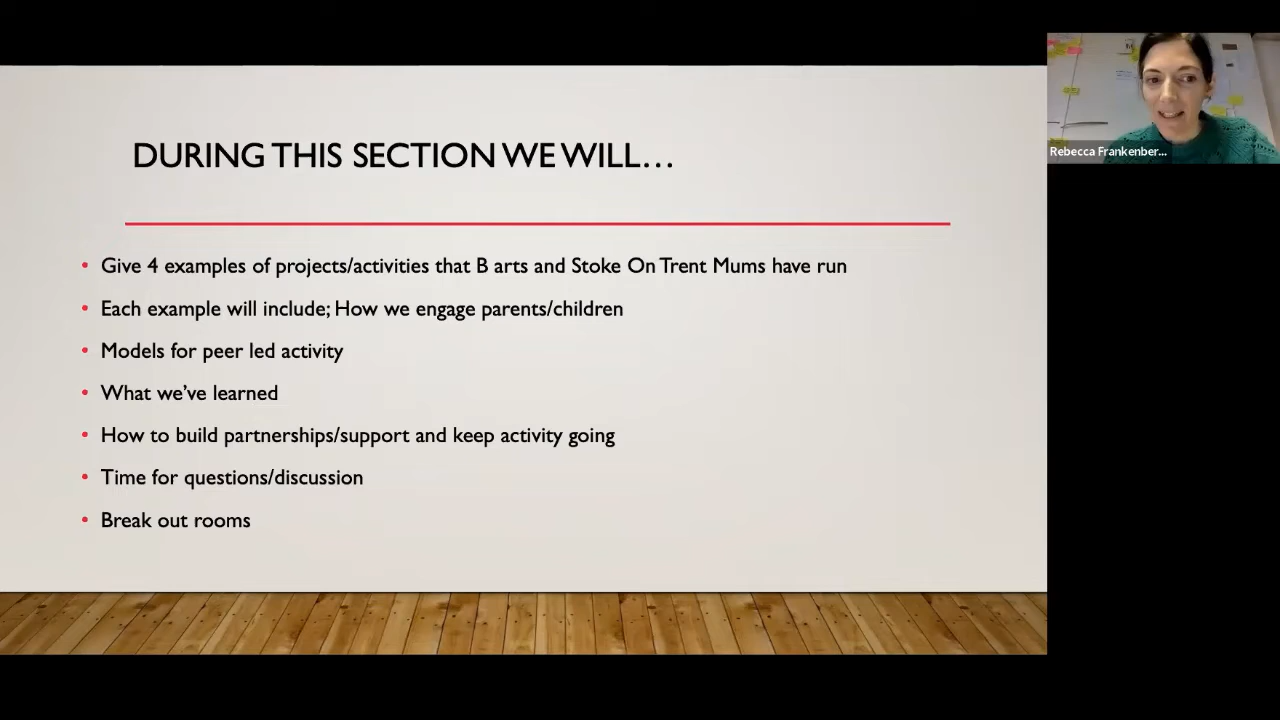 DURING THIS SECTION WE WILL…
• Give 4 examples of projects/activities that B arts and Stoke On Trent Mums have run
• Each example will include; How we engage parents/children
• Models for peer led activity
• What we’ve learned
• How to build partnerships/support and keep activity going
• Time for questions/discussion
• Break out rooms
Rebecca Frankenber...